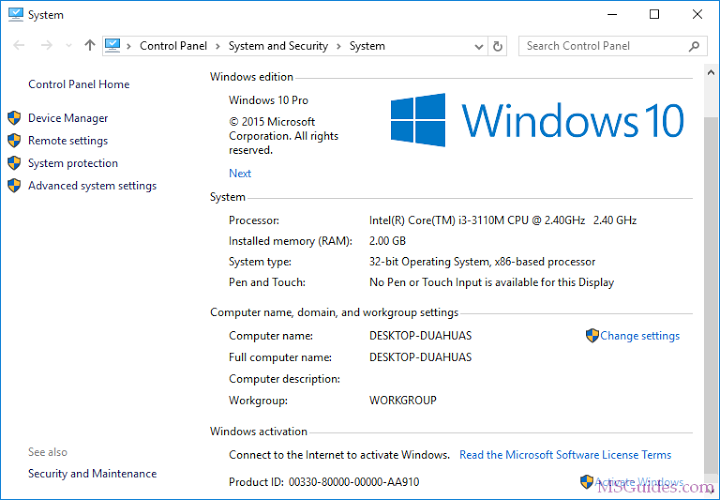 System
Control Panel > System and Security > System
Search Control Panel
Control Panel Home
Device Manager
Remote settings
System protection
Advanced system settings
Windows edition
Windows 10 Pro
© 2015 Microsoft
Corporation. All rights
reserved.
Next
Windows 10
System
Processor: Intel(R) Core(TM) i3-3110M CPU @ 2.40GHz 2.40 GHz
Installed memory (RAM): 2.00 GB
System type: 32-bit Operating System, x86-based processor
Pen and Touch: No Pen or Touch Input is available for this Display
Computer name, domain, and workgroup settings
Computer name: DESKTOP-DUAHUAS
Change settings
Full computer name: DESKTOP-DUAHUAS
Computer description:
Workgroup: WORKGROUP
Windows activation
Connect to the Internet to activate Windows. Read the Microsoft Software License Terms
Product ID: 00330-80000-00000-AA910
Activate Windows
MSGuides.com
See also
Security and Maintenance